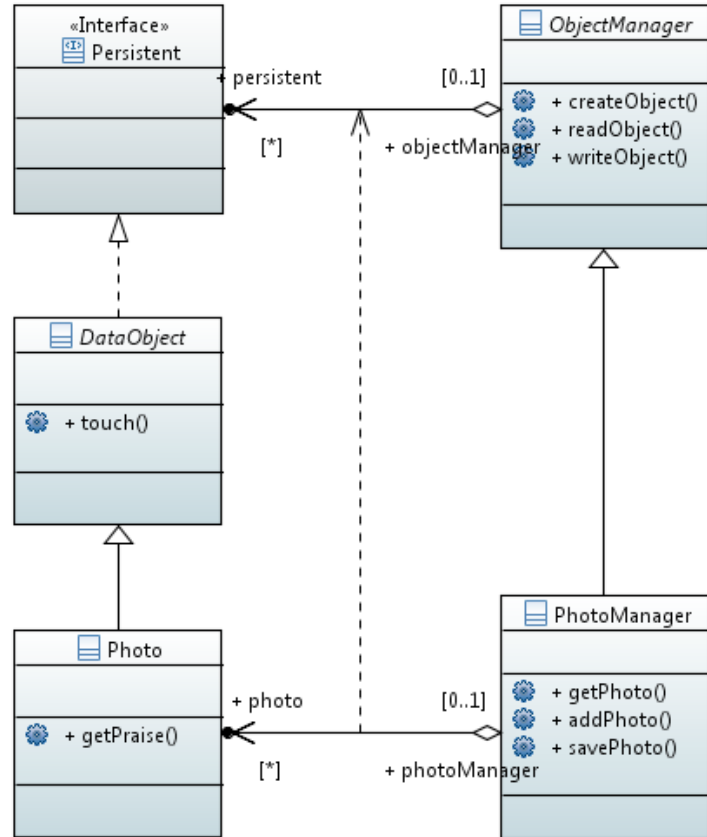 «Interface»
Persistent
ObjectManager
+ persistent
[0..1]
+ createObject()
+ readObject()
+ writeObject()
[*]
+ objectManager
DataObject
+ touch()
Photo
+ getPraise()
PhotoManager
+ photo
[0..1]
+ getPhoto()
+ addPhoto()
+ savePhoto()
[*]
+ photoManager